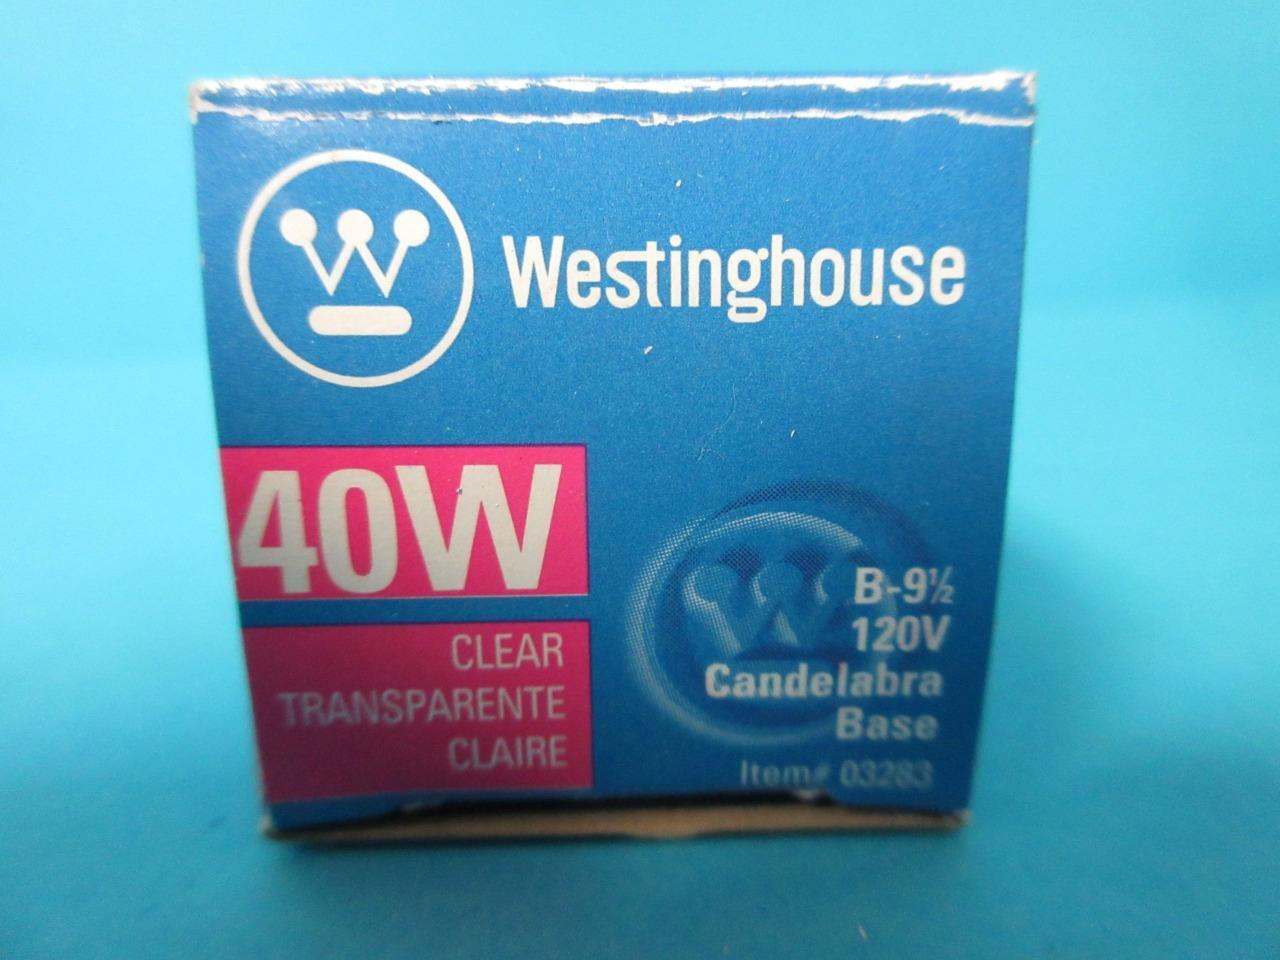 Westinghouse
40W
CLEAR
TRANSPARENTE
CLAIRE
B-9½
120V
Candelabra
Base
Item# 03283